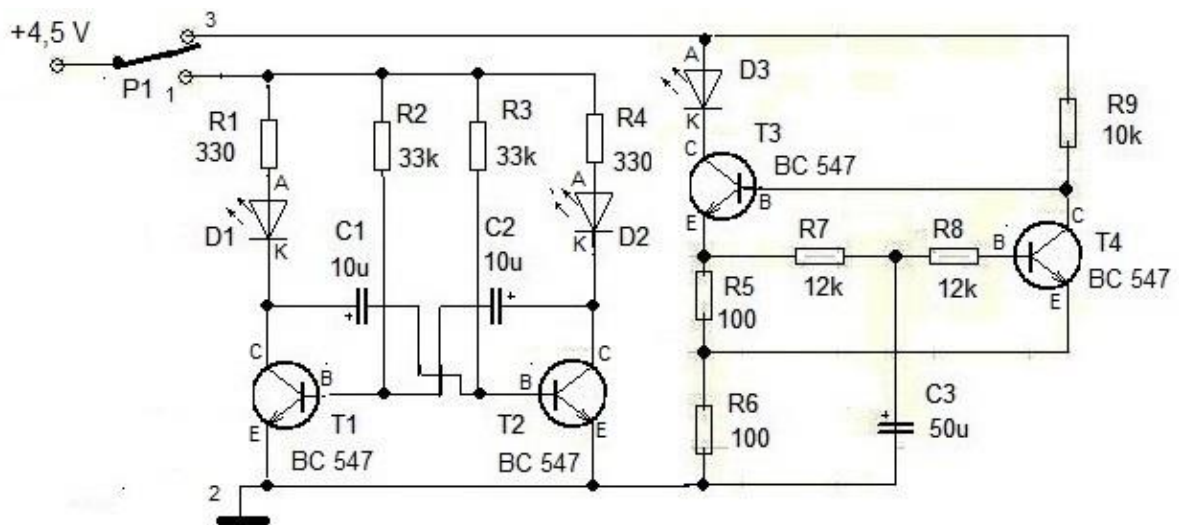 +4,5 V
3
P1
1
R1
330
R2
33k
R3
33k
R4
330
A
D1
K
C1
10u
+
C2
10u
+
A
K
D2
C
B
E
T1
BC 547
C
B
E
T2
BC 547
2
A
D3
K
C
T3
BC 547
B
E
R9
10k
R7
12k
R8
12k
B
C
T4
BC 547
E
R5
100
R6
100
C3
50u
+